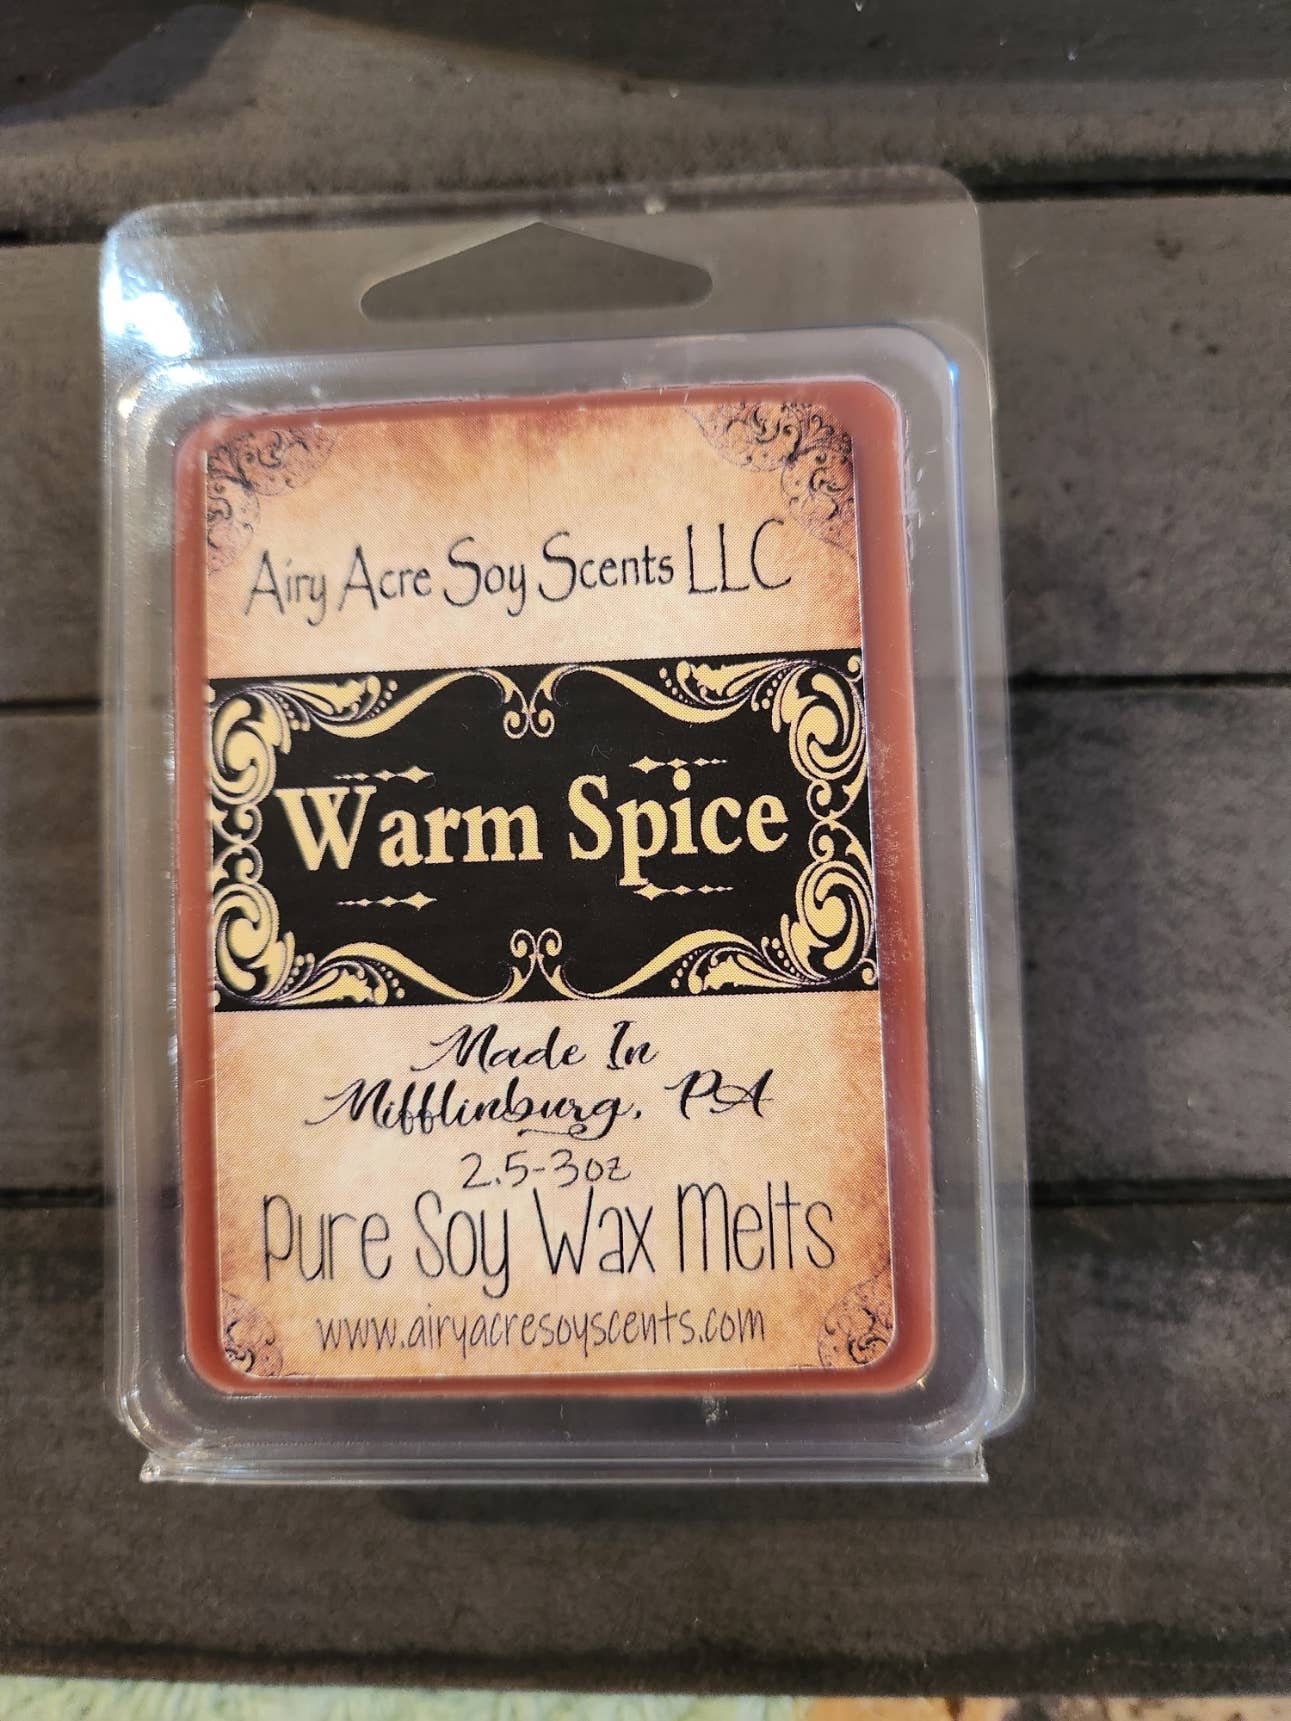 Airy Acre Soy Scents LLC
Warm Spice
Made In
Mifflinburg, PA
2.5-3oz
Pure Soy Wax Melts
www.airyacresoyscents.com